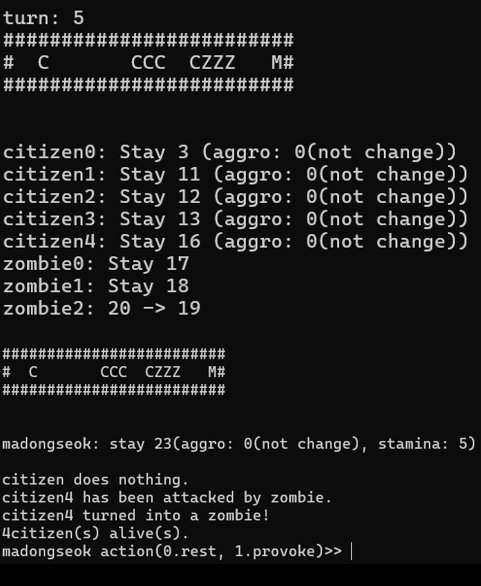 turn: 5
#########################
#  C       CCC  CZZZ   M#
#########################
citizen0: Stay 3 (aggro: 0(not change))
citizen1: Stay 11 (aggro: 0(not change))
citizen2: Stay 12 (aggro: 0(not change))
citizen3: Stay 13 (aggro: 0(not change))
citizen4: Stay 16 (aggro: 0(not change))
zombie0: Stay 17
zombie1: Stay 18
zombie2: 20 -> 19
#########################
#  C       CCC  CZZZ   M#
#########################
madongseok: stay 23(aggro: 0(not change), stamina: 5)
citizen does nothing.
citizen4 has been attacked by zombie.
citizen4 turned into a zombie!
4citizen(s) alive(s).
madongseok action(0.rest, 1.provoke)>>